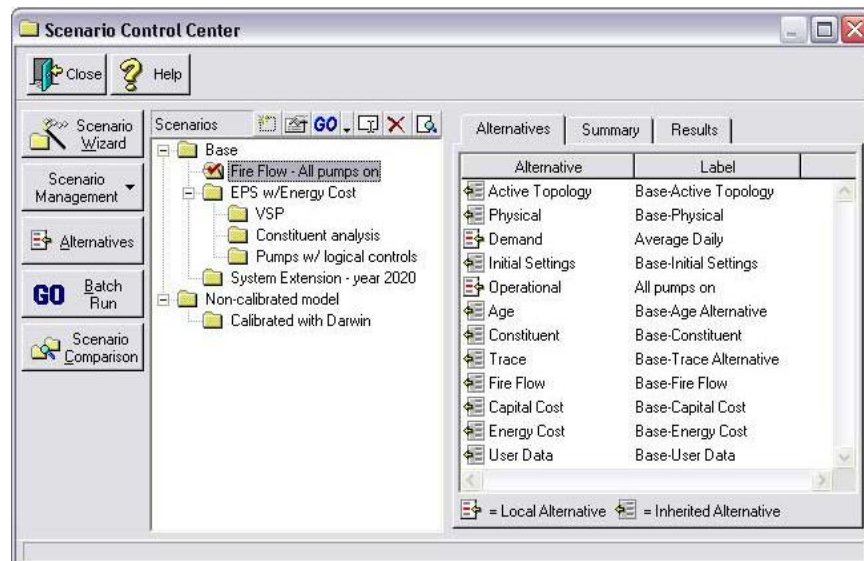 Scenario Control Center
Close
Help
Scenario
Wizard
Scenario
Management
Alternatives
GO Batch
Run
Scenario
Comparison
Scenarios GO
Base
Fire Flow - All pumps on
EPS w/Energy Cost
VSP
Constituent analysis
Pumps w/ logical controls
System Extension - year 2020
Non-calibrated model
Calibrated with Darwin
Alternatives Summary Results
Alternative Label
Active Topology Base-Active Topology
Physical Base-Physical
Demand Average Daily
Initial Settings Base-Initial Settings
Operational All pumps on
Age Base-Age Alternative
Constituent Base-Constituent
Trace Base-Trace Alternative
Fire Flow Base-Fire Flow
Capital Cost Base-Capital Cost
Energy Cost Base-Energy Cost
User Data Base-User Data
= Local Alternative = Inherited Alternative